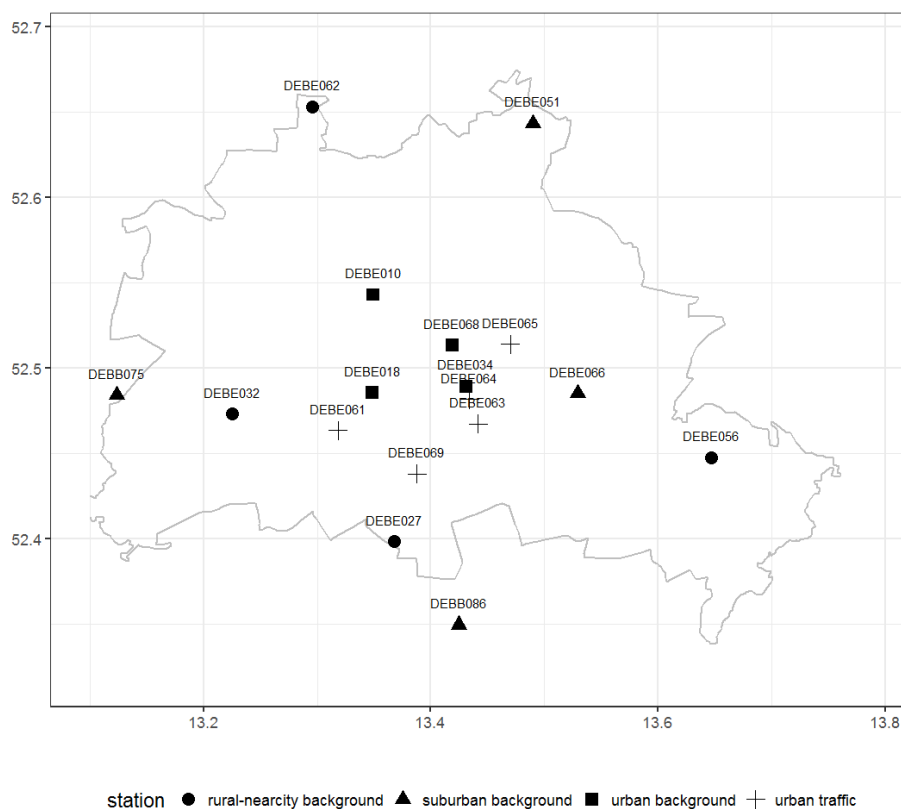 52.7
DEBE062
DEBE051
52.6
DEBE010
DEBE068 DEBE065
52.5
DEBB075
DEBE032
DEBE018
DEBE034
DEBE064
DEBE066
DEBE061
DEBE063
DEBE056
DEBE069
DEBE027
52.4
DEBB086
13.2 13.4 13.6 13.8
station rural-nearcity background suburban background urban background urban traffic